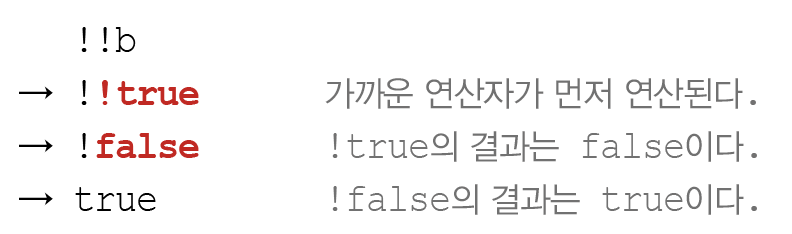 !!b
→ !!true 가까운 연산자가 먼저 연산된다.
→ !false !true의 결과는 false이다.
→ true !false의 결과는 true이다.